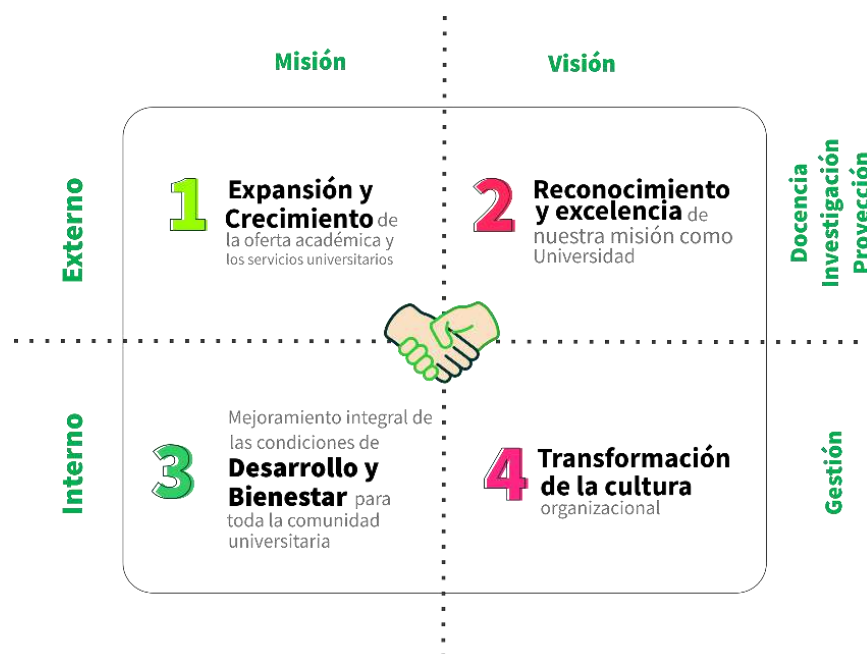 Misión
Visión
Externo
1
Expansión y
Crecimiento de
la oferta académica y
los servicios universitarios
2
Reconocimiento
y excelencia de
nuestra misión como
Universidad
Docencia
Investigación
Proyección
Interno
3
Mejoramiento integral de
las condiciones de
Desarrollo y
Bienestar para
toda la comunidad
universitaria
4
Transformación
de la cultura
organizacional
Gestión